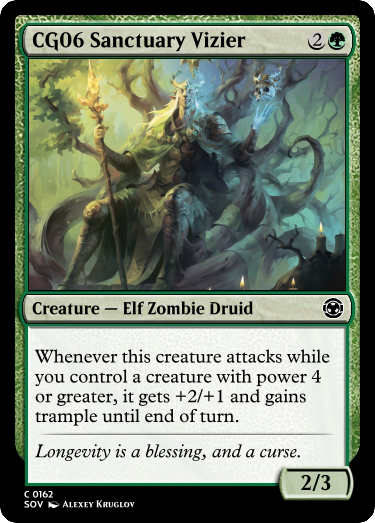 CG06 Sanctuary Vizier 2
Creature — Elf Zombie Druid
Whenever this creature attacks while
you control a creature with power 4
or greater, it gets +2/+1 and gains
trample until end of turn.
Longevity is a blessing, and a curse.
2/3
C 0162
SOV Alexey Kruglov